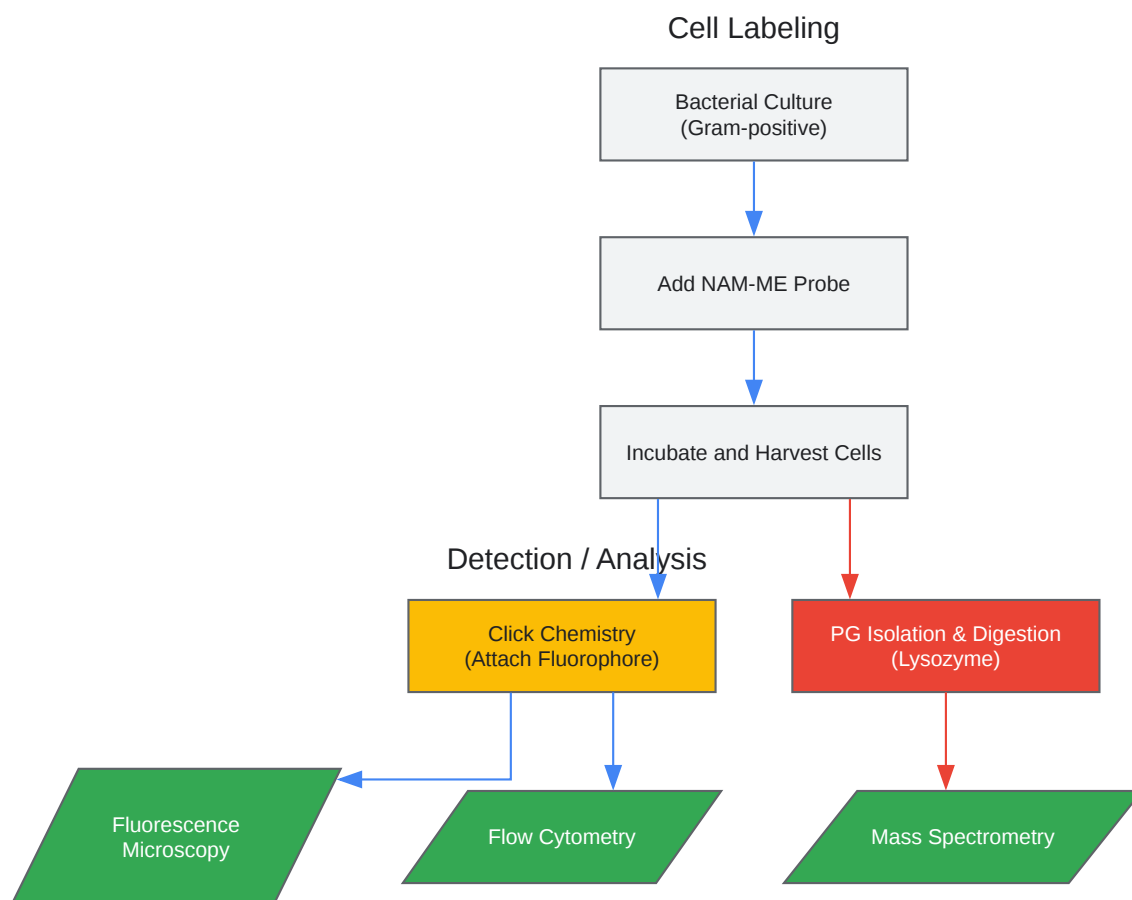 Cell Labeling
Bacterial Culture
(Gram-positive)
Add NAM-ME Probe
Incubate and Harvest Cells
Detection / Analysis
Click Chemistry
(Attach Fluorophore)
PG Isolation & Digestion
(Lysozyme)
Fluorescence
Microscopy
Flow Cytometry
Mass Spectrometry